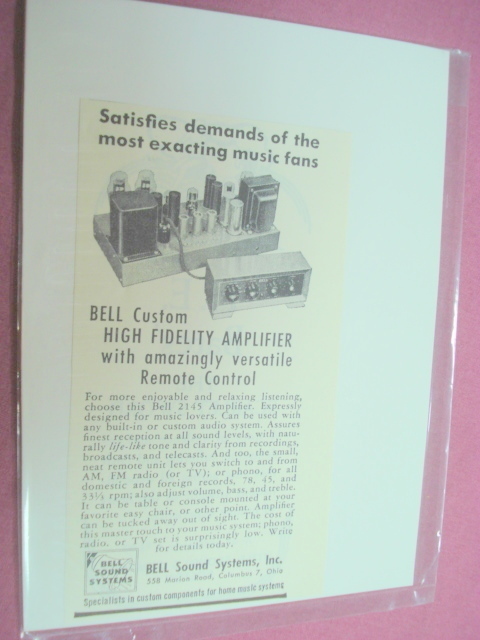 Satisfies demands of the
most exacting music fans
BELL Custom
HIGH FIDELITY AMPLIFIER
with amazingly versatile
Remote Control
For more enjoyable and relaxing listening,
choose this Bell 2145 Amplifier. Expressly
designed for music lovers. Can be used with
any built-in or custom audio system. Assures
finest reception at all sound levels, with natu-
rally life-like tone and clarity from recordings,
broadcasts, and telecasts. And too, the small,
neat remote unit lets you switch to and from
AM, FM radio (or TV); or phono, for all
domestic and foreign records, 78, 45, and
33⅓ rpm; also adjust volume, bass, and treble.
It can be table or console mounted at your
favorite easy chair, or other point. Amplifier
can be tucked away out of sight. The cost of
this master touch to your music system; phono,
radio, or TV set is surprisingly low. Write
for details today.
BELL
SOUND
SYSTEMS
BELL Sound Systems, Inc.
558 Marion Road, Columbus 7, Ohio
Specialists in custom components for home music systems